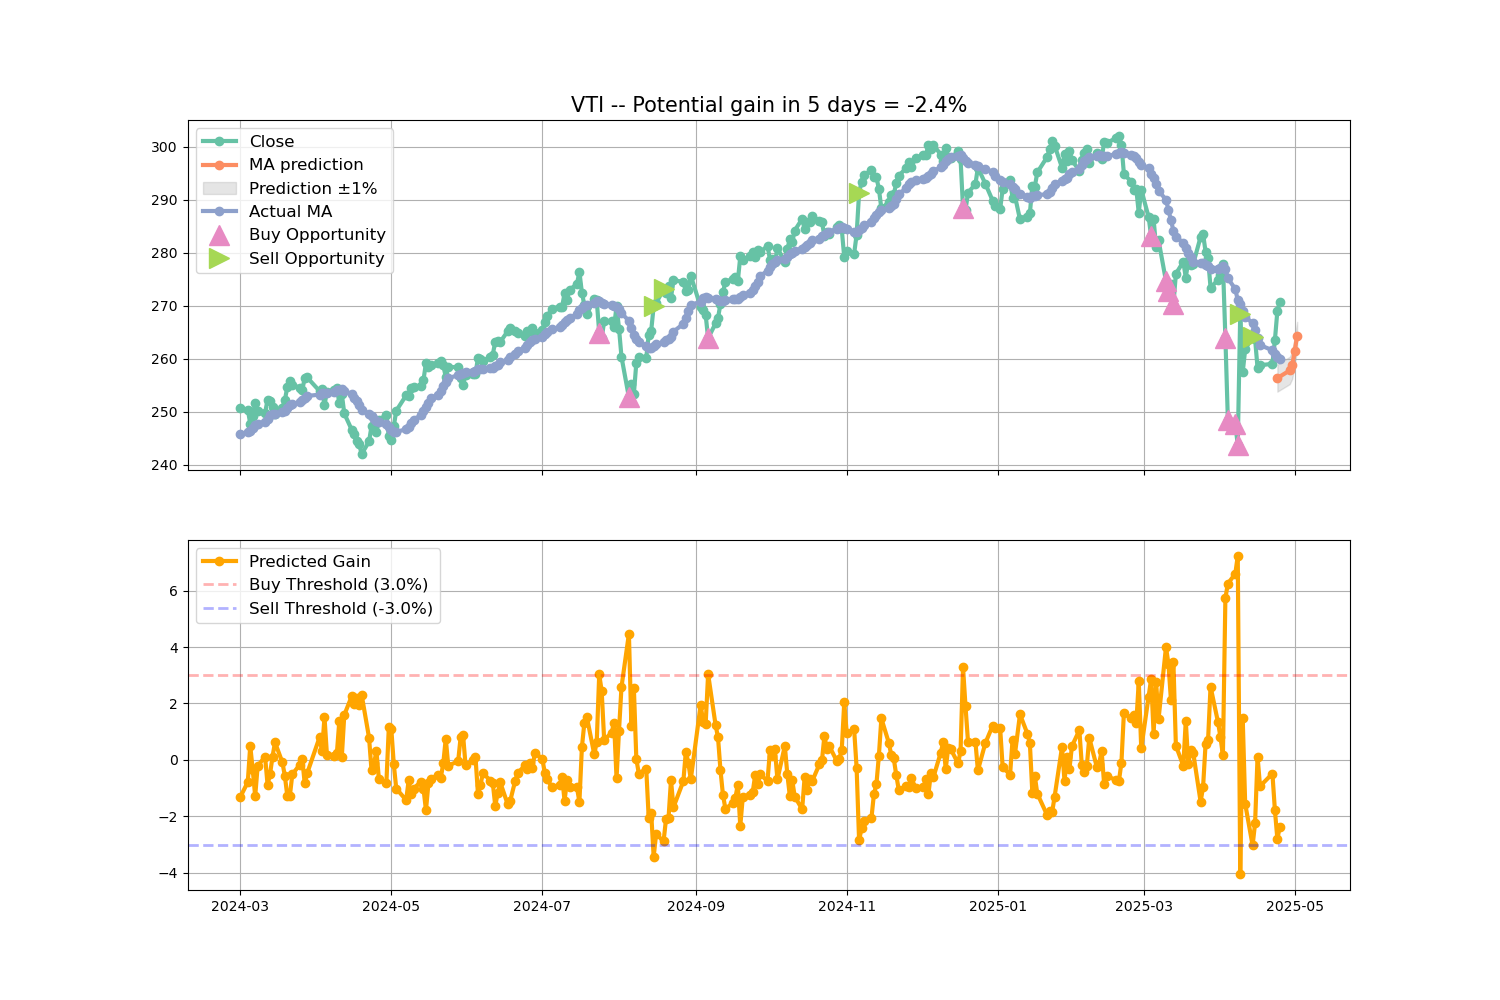 VTI -- Potential gain in 5 days = -2.4%
Close
MA prediction
Prediction ±1%
Actual MA
Buy Opportunity
Sell Opportunity
300
290
280
270
260
250
240
Predicted Gain
Buy Threshold (3.0%)
Sell Threshold (-3.0%)
6
4
2
0
−2
−4
2024-03 2024-05 2024-07 2024-09 2024-11 2025-01 2025-03 2025-05